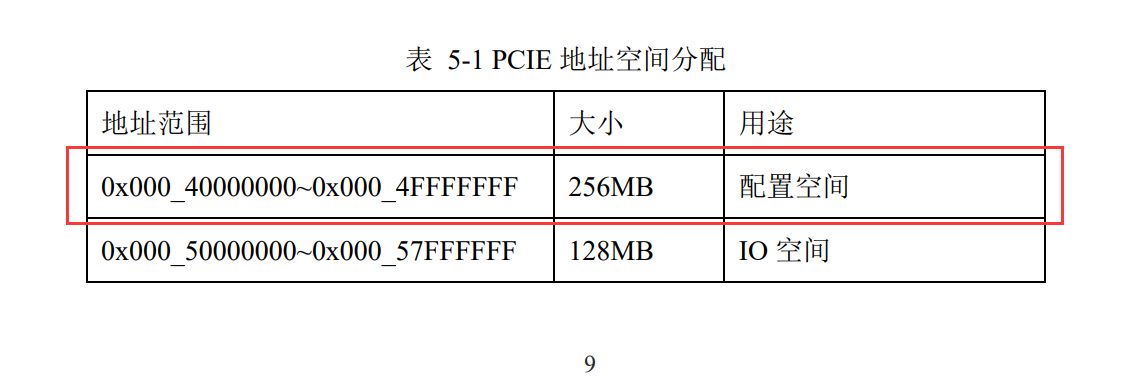 表 5-1 PCIE 地址空间分配
地址范围 大小 用途
0x000_40000000~0x000_4FFFFFFF 256MB 配置空间
0x000_50000000~0x000_57FFFFFF 128MB IO 空间
9